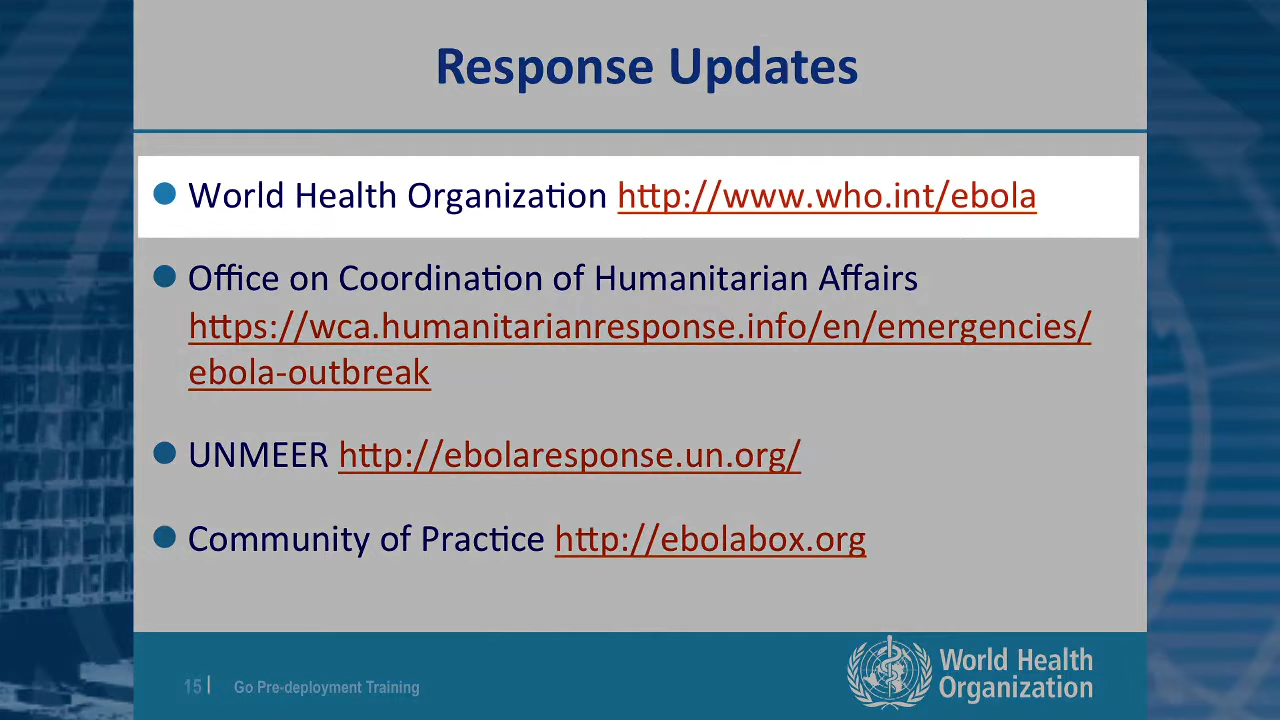 Response Updates
World Health Organization http://www.who.int/ebola
Office on Coordination of Humanitarian Affairs
https://wca.humanitarianresponse.info/en/emergencies/
ebola-outbreak
UNMEER http://ebolaresponse.un.org/
Community of Practice http://ebolabox.org
15 | Go Pre-deployment Training
World Health
Organization